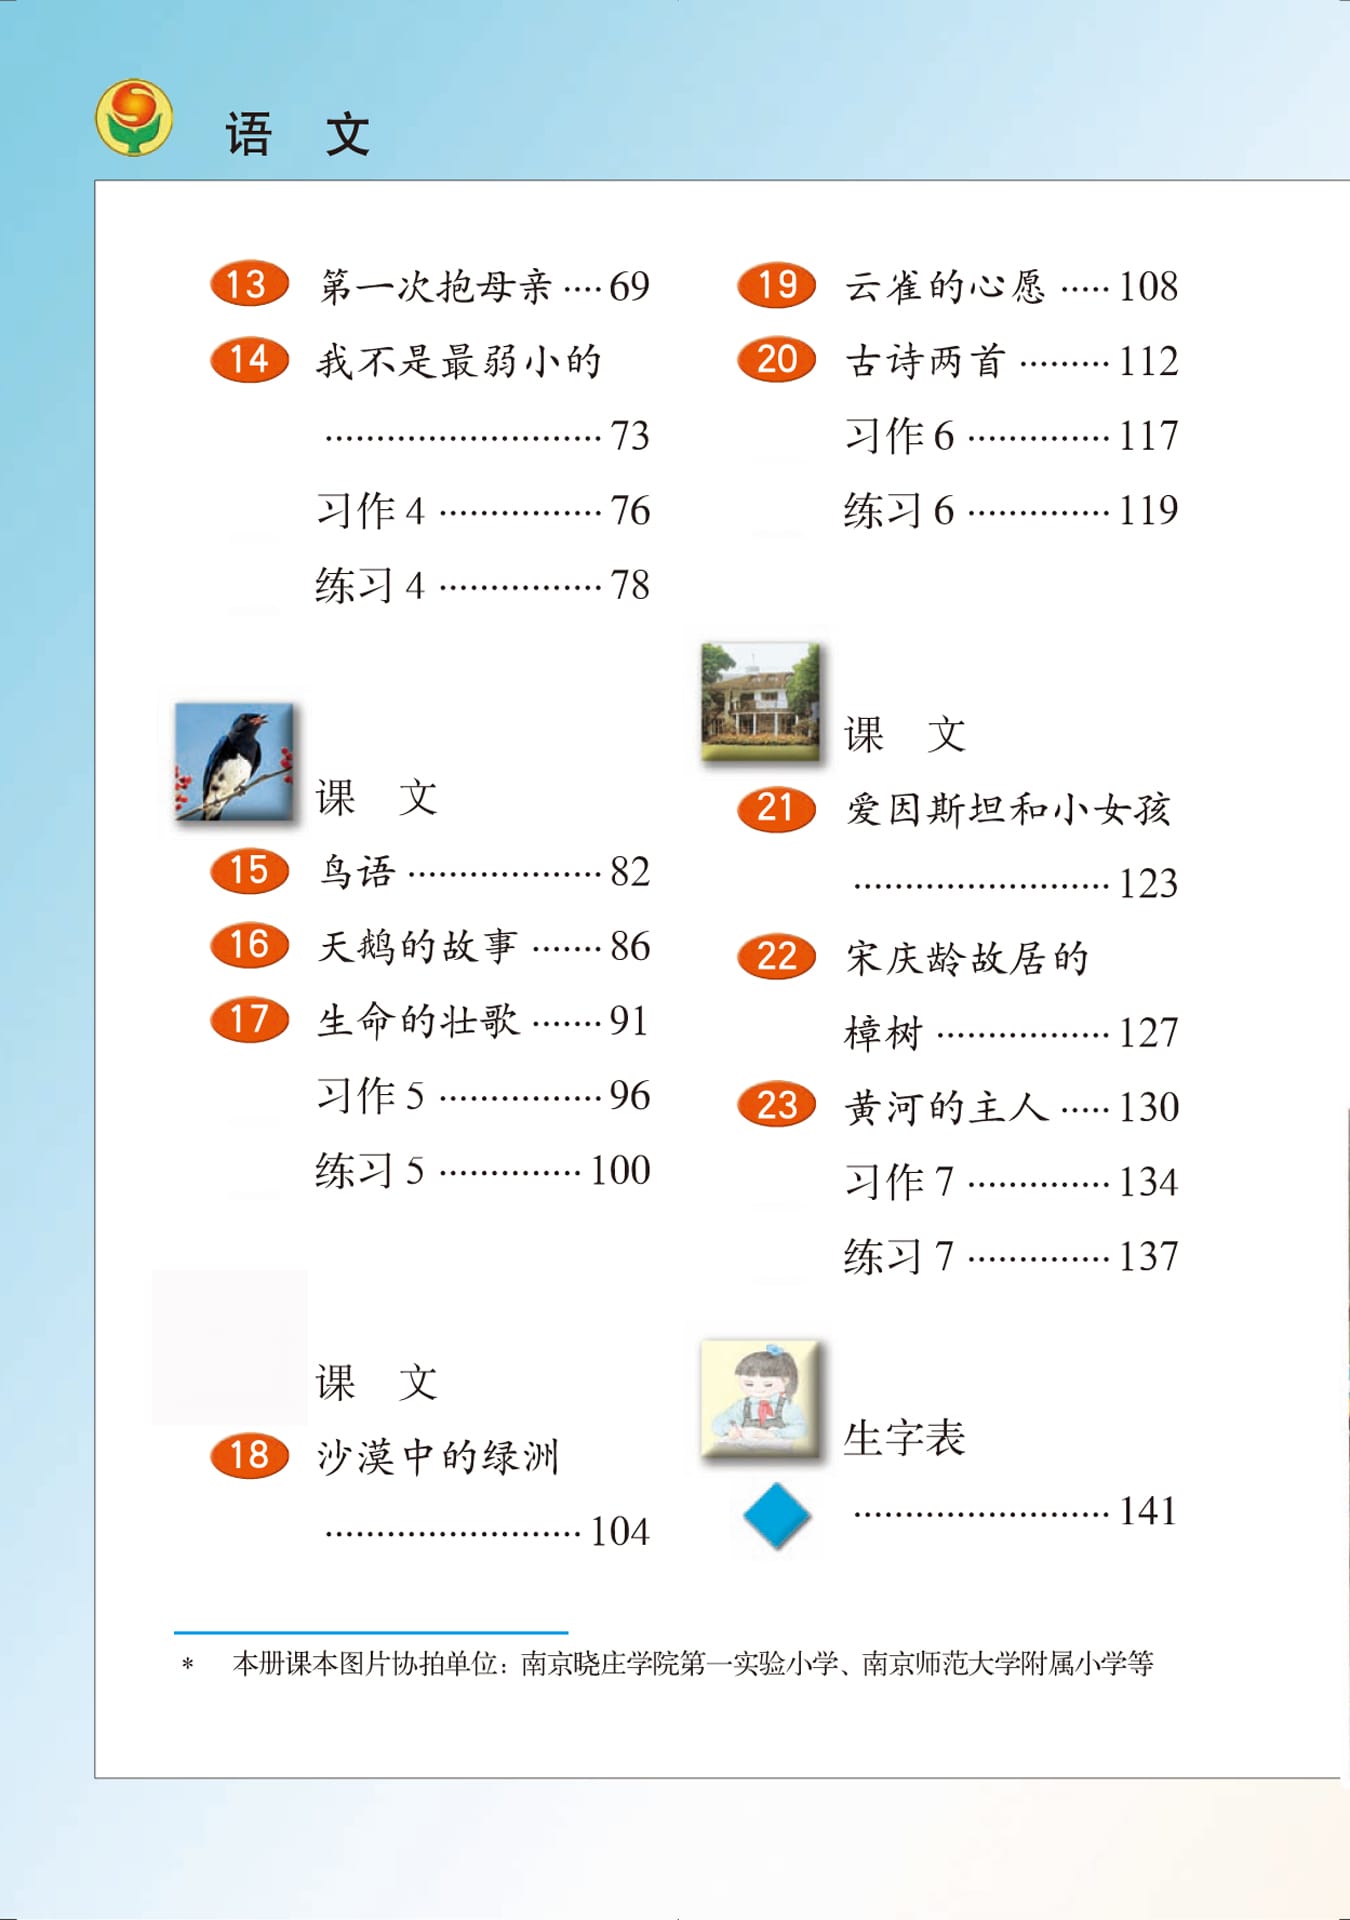 语 文
13 第一次抱母亲 ···· 69
14 我不是最弱小的
··························· 73
习作 4 ················ 76
练习 4 ················ 78
课 文
15 鸟语 ··················· 82
16 天鹅的故事 ······· 86
17 生命的壮歌 ······· 91
习作 5 ················ 96
练习 5 ·············· 100
课 文
18 沙漠中的绿洲
························· 104
19 云雀的心愿 ····· 108
20 古诗两首 ········· 112
习作 6 ·············· 117
练习 6 ·············· 119
课 文
21 爱因斯坦和小女孩
························· 123
22 宋庆龄故居的
樟树 ················· 127
23 黄河的主人 ····· 130
习作 7 ·············· 134
练习 7 ·············· 137
生字表
························· 141
* 本册课本图片协拍单位：南京晓庄学院第一实验小学、南京师范大学附属小学等